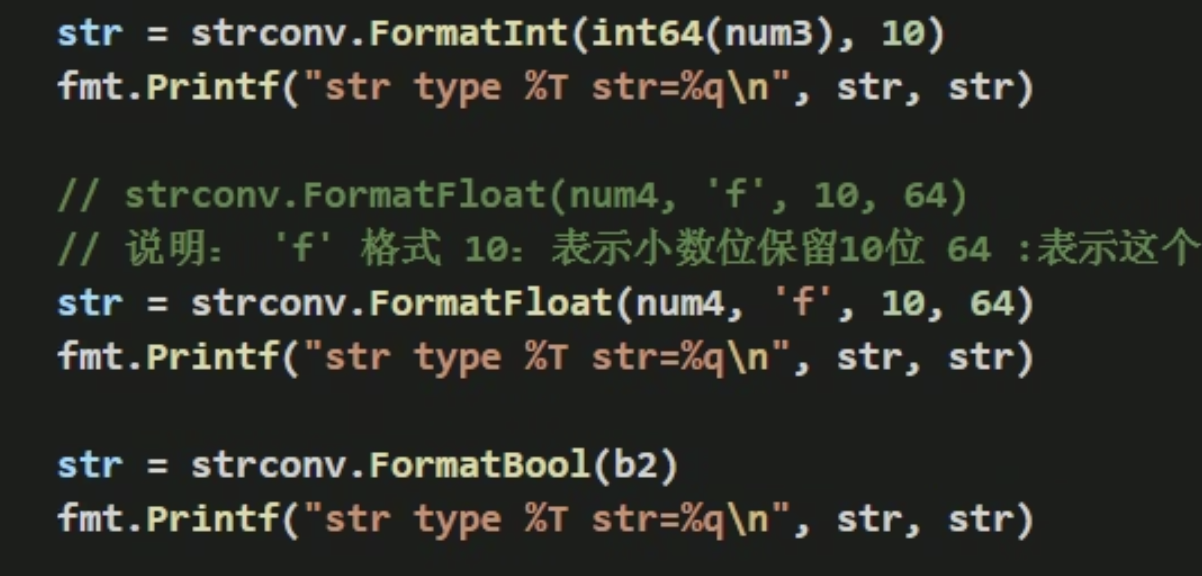 str = strconv.FormatInt(int64(num3), 10)
fmt.Printf("str type %T str=%q\n", str, str)
// strconv.FormatFloat(num4, 'f', 10, 64)
// 说明： 'f' 格式 10：表示小数位保留10位 64 :表示这个
str = strconv.FormatFloat(num4, 'f', 10, 64)
fmt.Printf("str type %T str=%q\n", str, str)
str = strconv.FormatBool(b2)
fmt.Printf("str type %T str=%q\n", str, str)